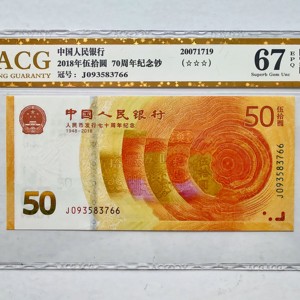 ACG
NG GUARANTY
中国人民银行
2018年伍拾圆 70周年纪念钞
冠号: J093583766
20071719
(☆☆☆)
67
EPQ
Superb Gem Unc
中国人民银行
人民币发行七十周年纪念
1948-2018
50
伍拾圆
J093583766
50
J093583766